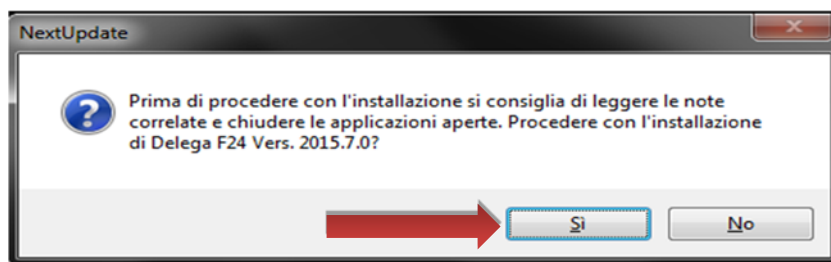 NextUpdate
Prima di procedere con l'installazione si consiglia di leggere le note
correlate e chiudere le applicazioni aperte. Procedere con l'installazione
di Delega F24 Vers. 2015.7.0?
Sì
No